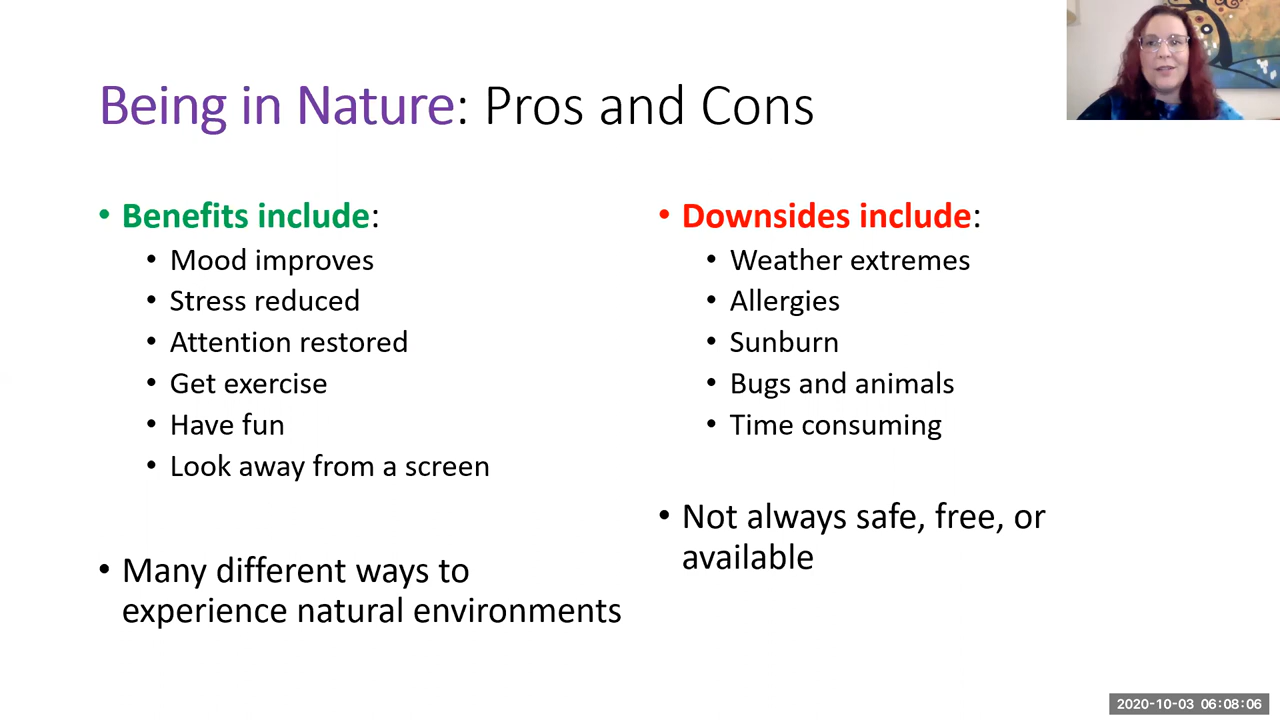 Being in Nature: Pros and Cons
• Benefits include:
• Mood improves
• Stress reduced
• Attention restored
• Get exercise
• Have fun
• Look away from a screen
• Many different ways to
experience natural environments
• Downsides include:
• Weather extremes
• Allergies
• Sunburn
• Bugs and animals
• Time consuming
• Not always safe, free, or
available
2020-10-03 06:08:06